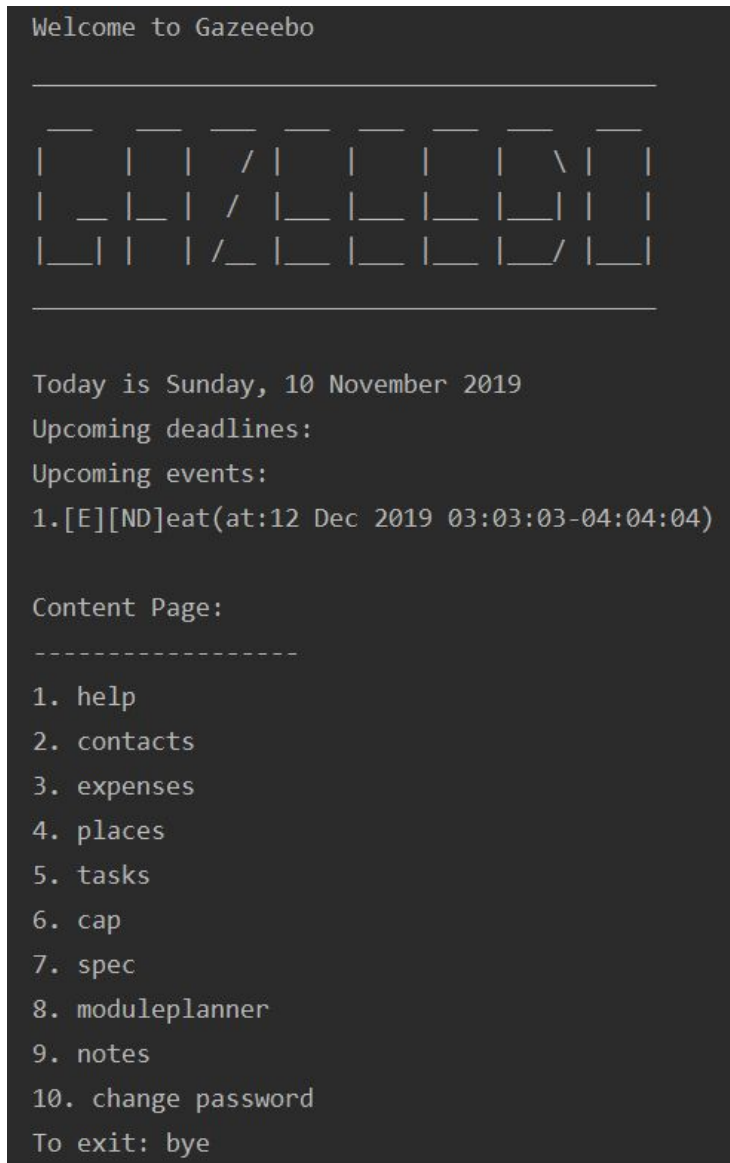 Welcome to Gazeeebo
GAZEEEBO
Today is Sunday, 10 November 2019
Upcoming deadlines:
Upcoming events:
1.[E][ND]eat(at:12 Dec 2019 03:03:03-04:04:04)
Content Page:
------------------
1. help
2. contacts
3. expenses
4. places
5. tasks
6. cap
7. spec
8. moduleplanner
9. notes
10. change password
To exit: bye